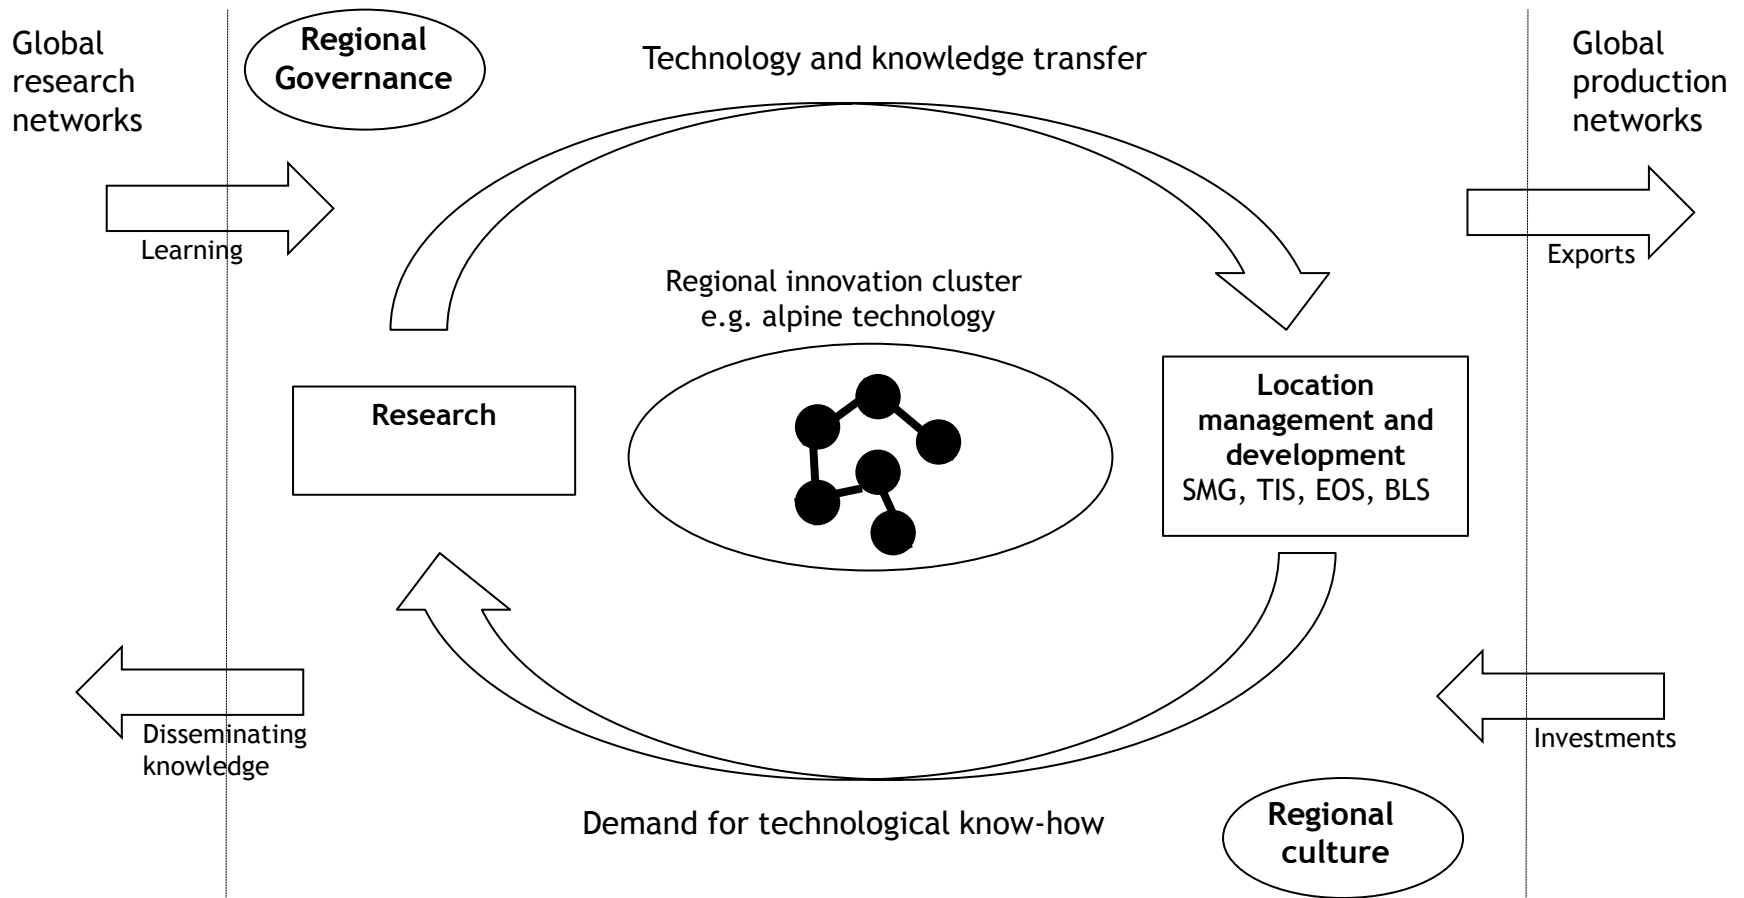 Global
research
networks
Regional
Governance
Technology and knowledge transfer
Global
production
networks
Learning
Exports
Regional innovation cluster
e.g. alpine technology
Research
Location
management and
development
SMG, TIS, EOS, BLS
Disseminating
knowledge
Investments
Demand for technological know-how
Regional
culture